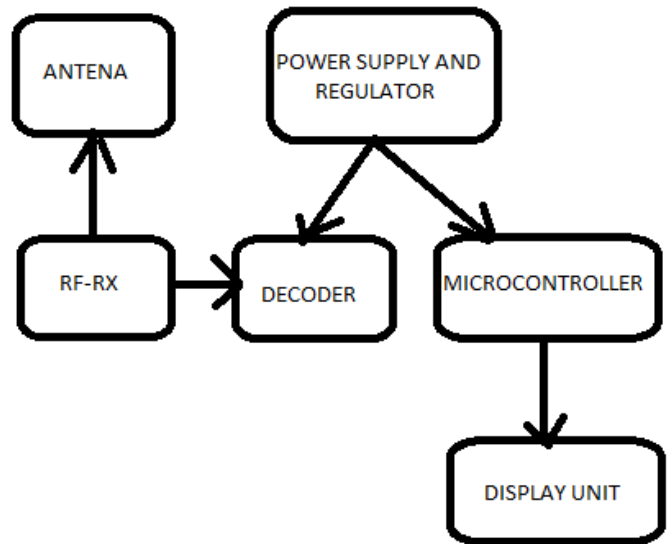 ANTENA
POWER SUPPLY AND
REGULATOR
RF-RX
DECODER
MICROCONTROLLER
DISPLAY UNIT